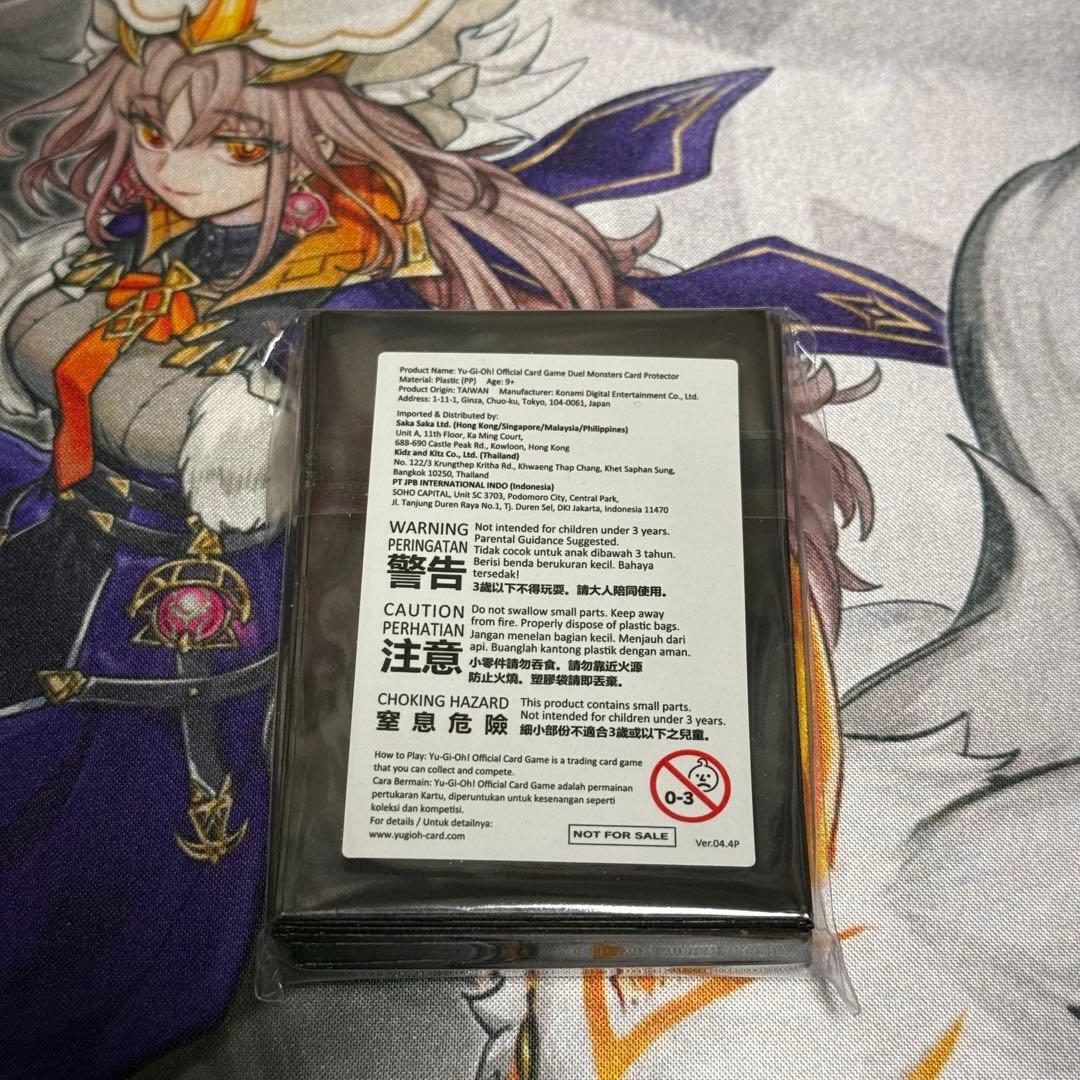 Product Name: Yu-Gi-Oh! Official Card Game Duel Monsters Card Protector
Material: Plastic (PP) Age: 9+
Product Origin: TAIWAN Manufacturer: Konami Digital Entertainment Co., Ltd.
Address: 1-11-1, Ginza, Chuo-ku, Tokyo, 104-0061, Japan
Imported & Distributed by:
Saka Saka Ltd. (Hong Kong/Singapore/Malaysia/Philippines)
Unit A, 11th Floor, Ka Ming Court,
688-690 Castle Peak Rd., Kowloon, Hong Kong
Kidz and Kitz Co., Ltd. (Thailand)
No. 122/3 Krungthep Kritha Rd., Khwaeng Thap Chang, Khet Saphan Sung,
Bangkok 10250, Thailand
PT JPB INTERNATIONAL INDO (Indonesia)
SOHO CAPITAL, Unit SC 3703, Podomoro City, Central Park,
Jl. Tanjung Duren Raya No.1, Tj. Duren Sel, DKI Jakarta, Indonesia 11470
WARNING
PERINGATAN
警告
Not intended for children under 3 years.
Parental Guidance Suggested.
Tidak cocok untuk anak dibawah 3 tahun.
Berisi benda berukuran kecil. Bahaya
tersedak!
3歲以下不得玩耍。請大人陪同使用。
CAUTION
PERHATIAN
注意
Do not swallow small parts. Keep away
from fire. Properly dispose of plastic bags.
Jangan menelan bagian kecil. Menjauh dari
api. Buanglah kantong plastik dengan aman.
小零件請勿吞食。請勿靠近火源
防止火燒。塑膠袋請即丟棄。
CHOKING HAZARD
窒息危險
This product contains small parts.
Not intended for children under 3 years.
細小部份不適合3歲或以下之兒童。
How to Play: Yu-Gi-Oh! Official Card Game is a trading card game
that you can collect and compete.
Cara Bermain: Yu-Gi-Oh! Official Card Game adalah permainan
pertukaran Kartu, diperuntukan untuk kesenangan seperti
koleksi dan kompetisi.
For details / Untuk detailnya:
www.yugioh-card.com
0-3
NOT FOR SALE
Ver.04.4P